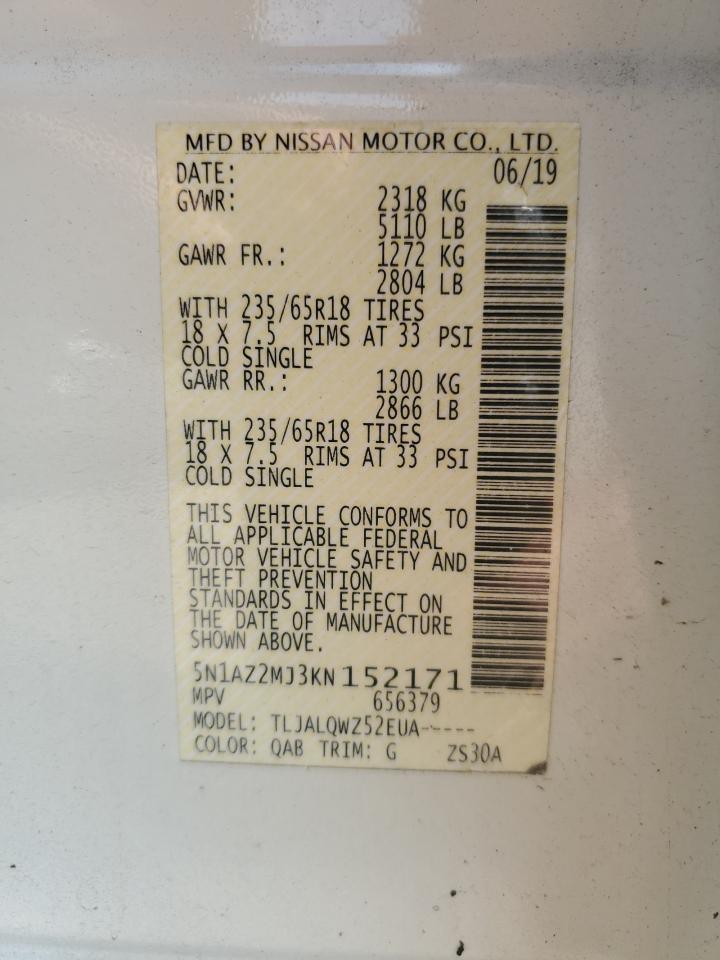 MFD BY NISSAN MOTOR CO., LTD.
DATE: 06/19
GVWR: 2318 KG
5110 LB
GAWR FR.: 1272 KG
2804 LB
WITH 235/65R18 TIRES
18 X 7.5 RIMS AT 33 PSI
COLD SINGLE
GAWR RR.: 1300 KG
2866 LB
WITH 235/65R18 TIRES
18 X 7.5 RIMS AT 33 PSI
COLD SINGLE
THIS VEHICLE CONFORMS TO
ALL APPLICABLE FEDERAL
MOTOR VEHICLE SAFETY AND
THEFT PREVENTION
STANDARDS IN EFFECT ON
THE DATE OF MANUFACTURE
SHOWN ABOVE.
5N1AZ2MJ3KN152171
MPV 656379
MODEL: TLJALQWZ52EUA-----
COLOR: QAB TRIM: G ZS30A